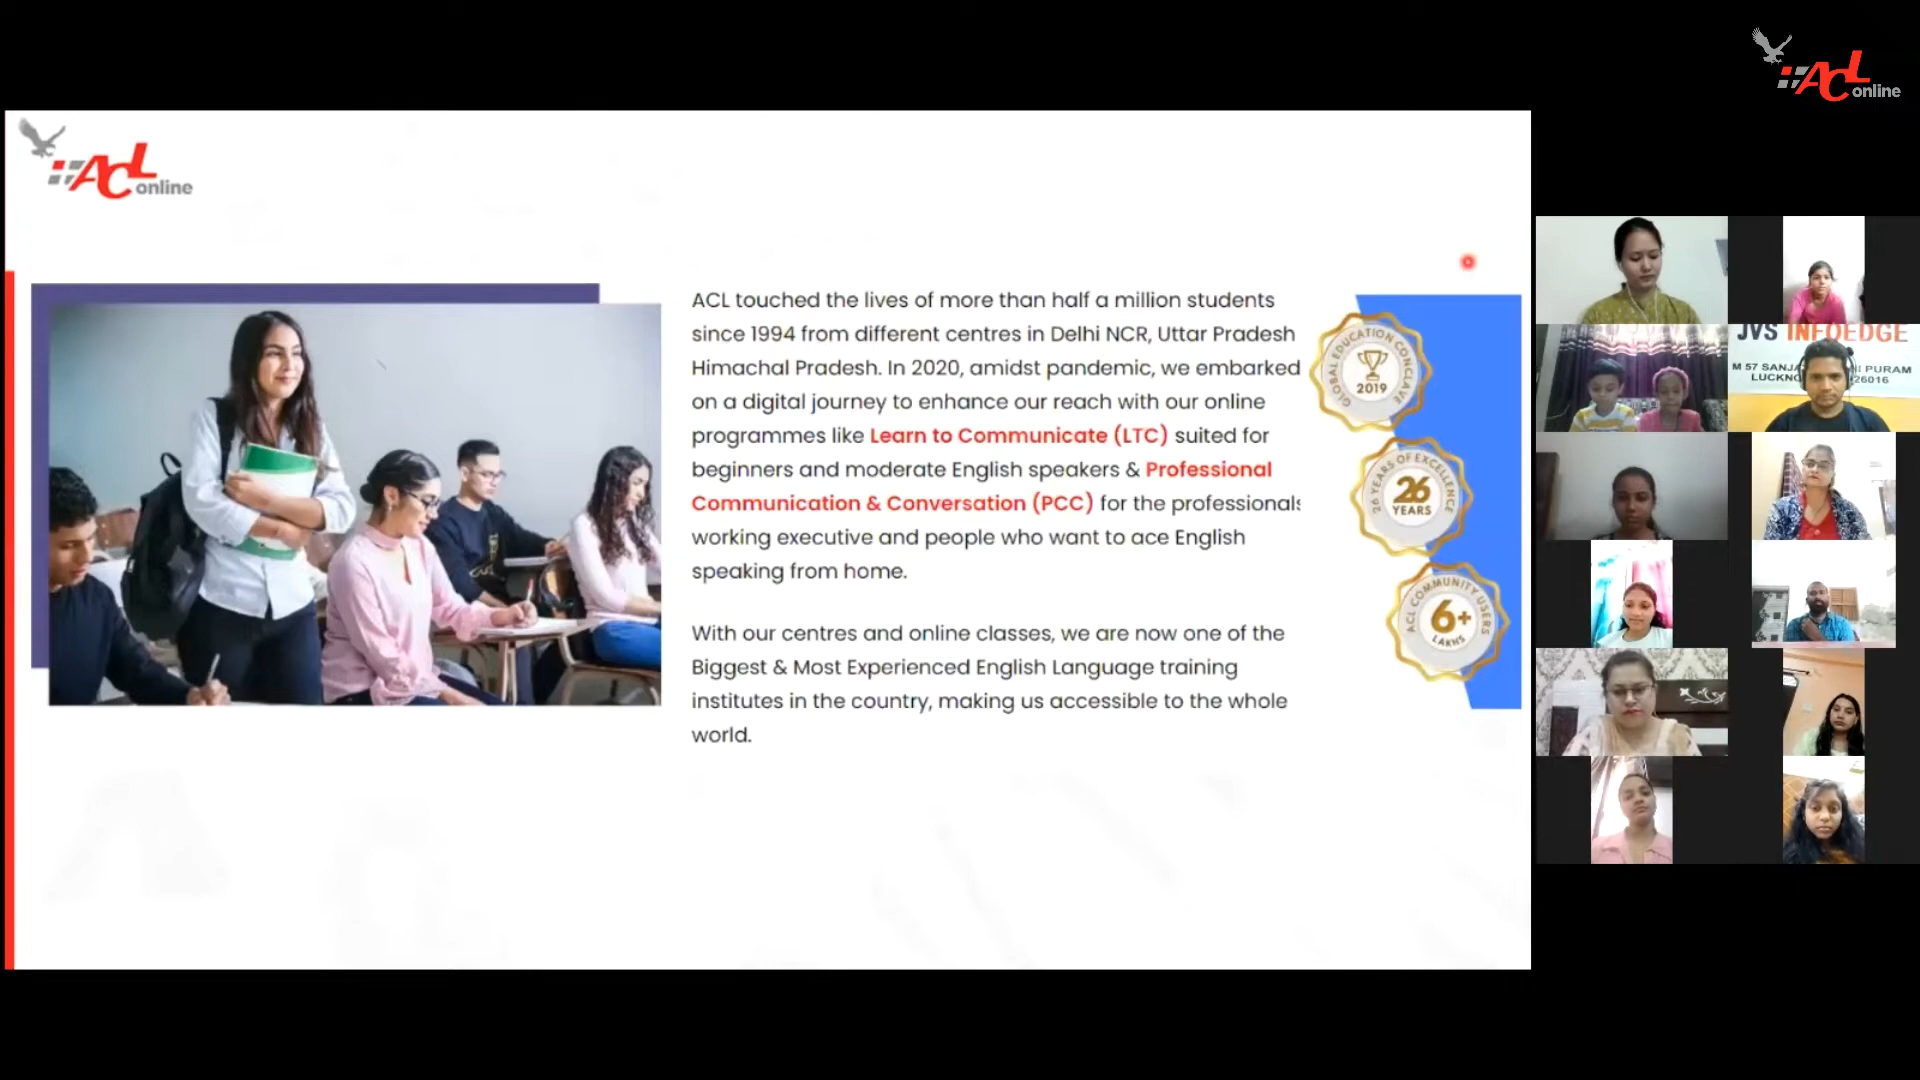 ACL online
ACL online
ACL touched the lives of more than half a million students
since 1994 from different centres in Delhi NCR, Uttar Pradesh
Himachal Pradesh. In 2020, amidst pandemic, we embarked
on a digital journey to enhance our reach with our online
programmes like Learn to Communicate (LTC) suited for
beginners and moderate English speakers & Professional
Communication & Conversation (PCC) for the professionals
working executive and people who want to ace English
speaking from home.
With our centres and online classes, we are now one of the
Biggest & Most Experienced English Language training
institutes in the country, making us accessible to the whole
world.
GLOBAL EDUCATION CONCLAVE
2019
26 YEARS OF EXCELLENCE
26
YEARS
ACL COMMUNITY USERS
6+
LAKHS
JVS INFOEDGE
M 57 PURAM